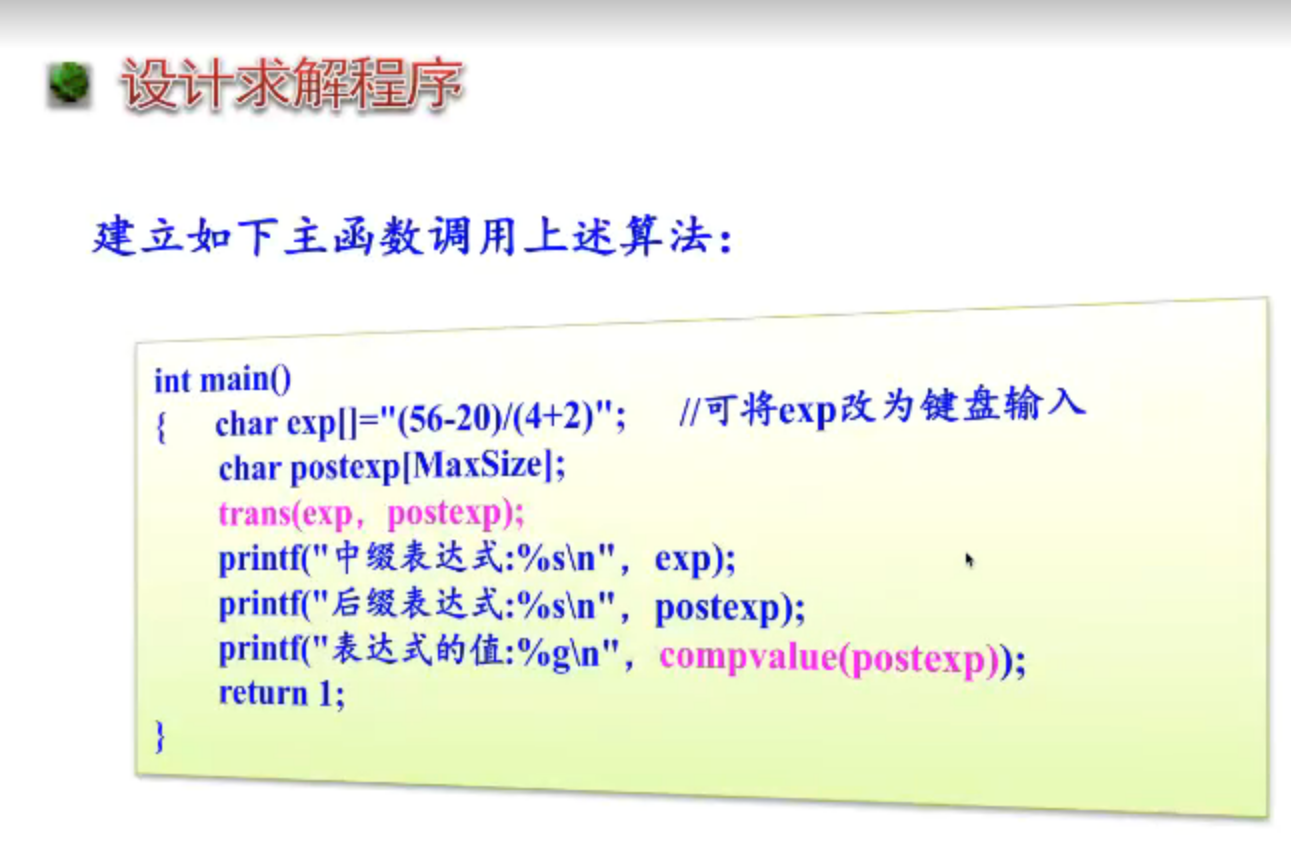 设计求解程序
建立如下主函数调用上述算法：
int main()
{ char exp[]="(56-20)/(4+2)"; //可将exp改为键盘输入
char postexp[MaxSize];
trans(exp，postexp);
printf("中缀表达式:%s\n"，exp);
printf("后缀表达式:%s\n"，postexp);
printf("表达式的值:%g\n"，compvalue(postexp));
return 1;
}